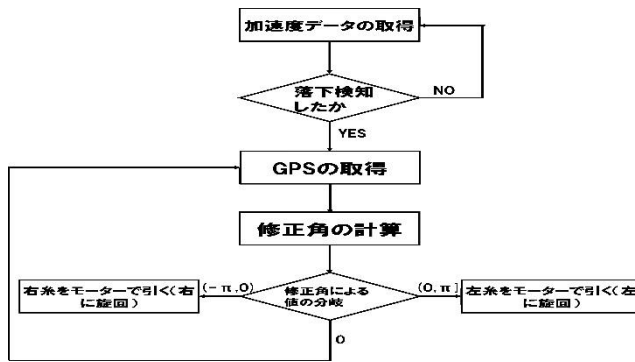 加速度データの取得
落下検知
したか
NO
YES
GPSの取得
修正角の計算
右糸をモーターで引く(右
に旋回)
(-π,0)
修正角による
値の分岐
(0,π]
左糸をモーターで引く(左
に旋回)
0